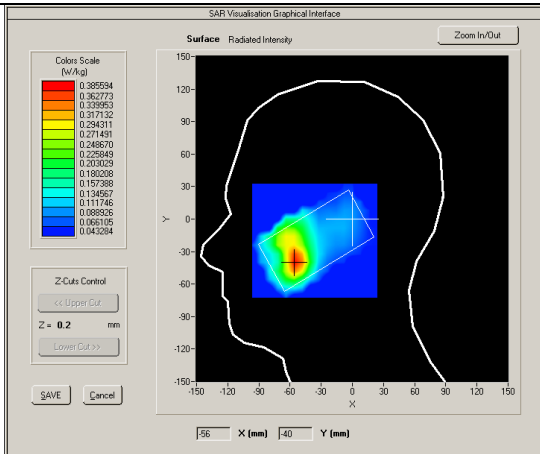 SAR Visualisation Graphical Interface
Surface Radiated Intensity
Zoom In/Out
Colors Scale
(W/kg)
0.385594
0.362773
0.339953
0.317132
0.294311
0.271491
0.248670
0.225849
0.203029
0.180208
0.157388
0.134567
0.111746
0.088926
0.066105
0.043284
Z-Cuts Control
<< Upper Cut
Z = 0.2 mm
Lower Cut >>
SAVE Cancel
150
120
90
60
30
0
-30
-60
-90
-120
-150
Y
-150 -120 -90 -60 -30 0 30 60 90 120 150
X
-56 X (mm) -40 Y (mm)